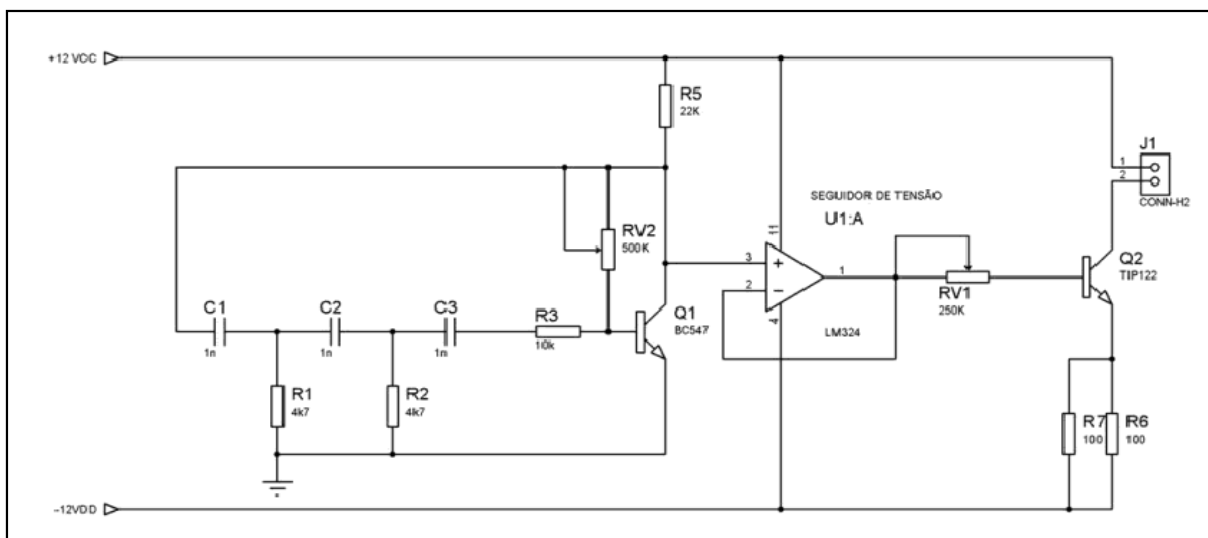 +12 VCC
R5
22K
J1
1
2
CONN-H2
SEGUIDOR DE TENSÃO
U1:A
RV2
500K
11
3
2
1
4
LM324
RV1
250K
Q2
TIP122
C1
1n
C2
1n
C3
1n
R3
10k
Q1
BC547
R1
4k7
R2
4k7
R7
100
R6
100
-12VDD